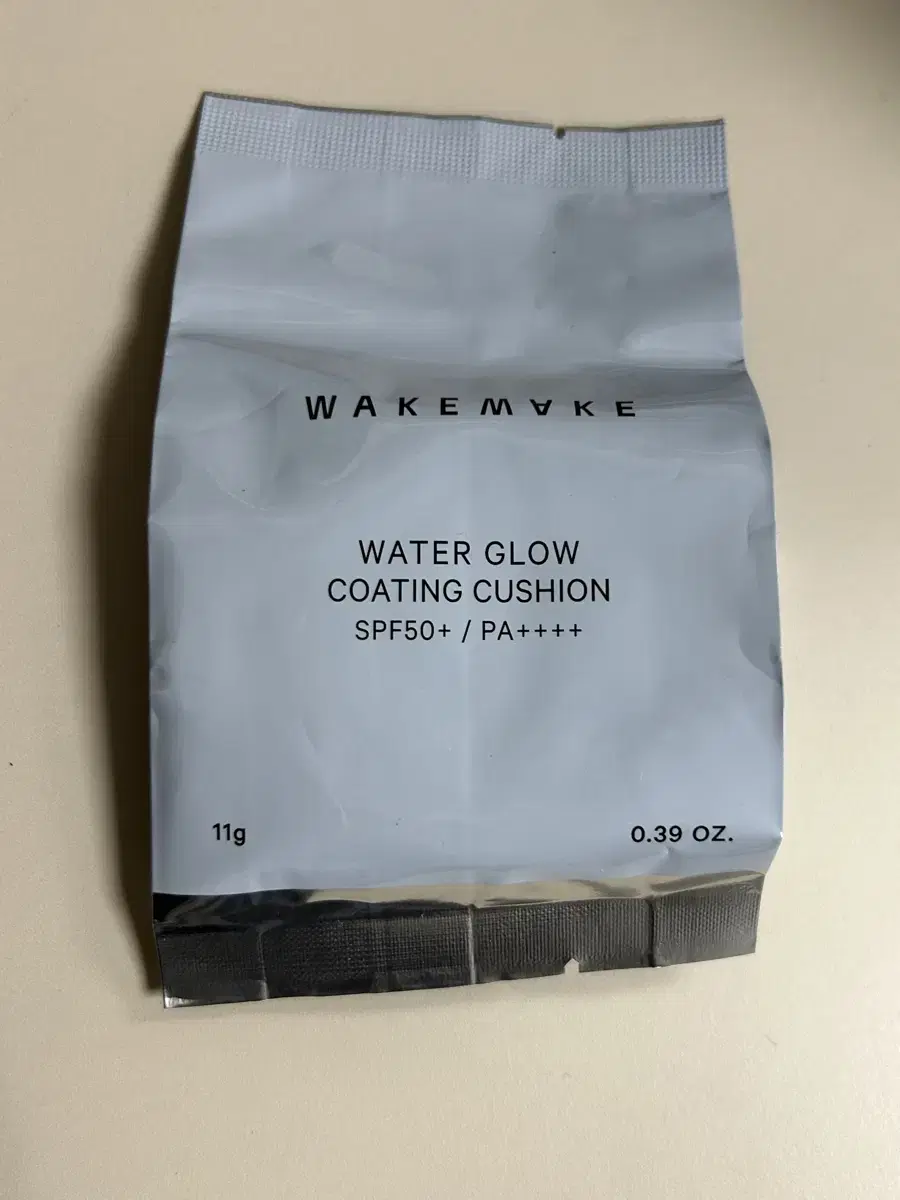 WAKEMAKE
WATER GLOW
COATING CUSHION
SPF50+ / PA++++
11g
0.39 OZ.